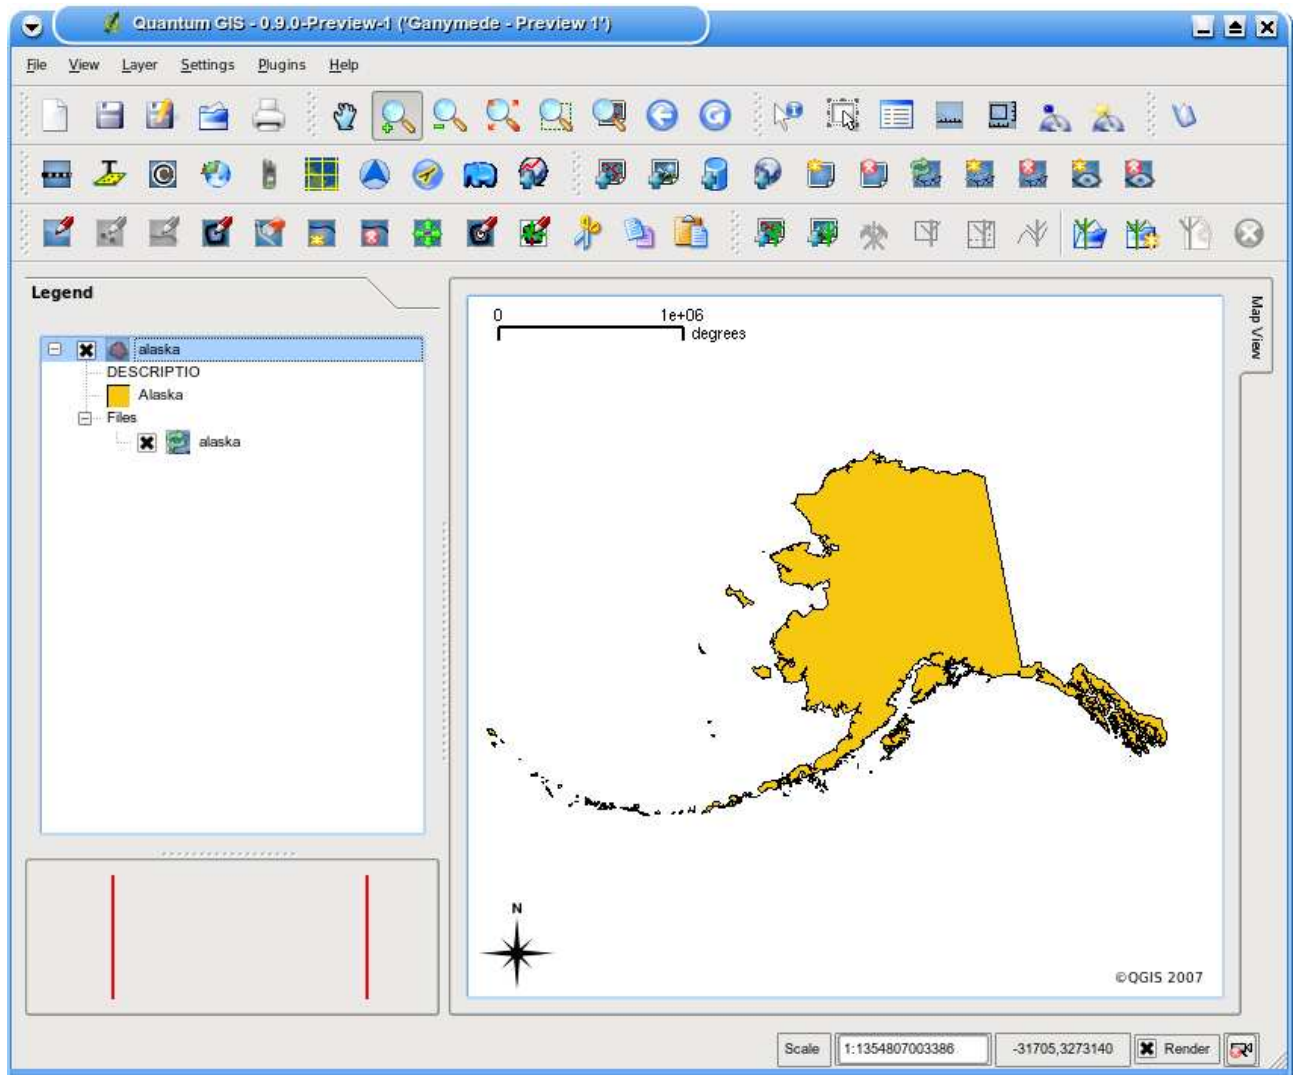 Quantum GIS - 0.9.0-Preview-1 ('Ganymede - Preview 1')
File View Layer Settings Plugins Help
Legend
alaska
DESCRIPTIO
Alaska
Files
alaska
0 1e+06
degrees
Map View
N
©QGIS 2007
Scale 1:1354807003386 -31705,3273140 Render